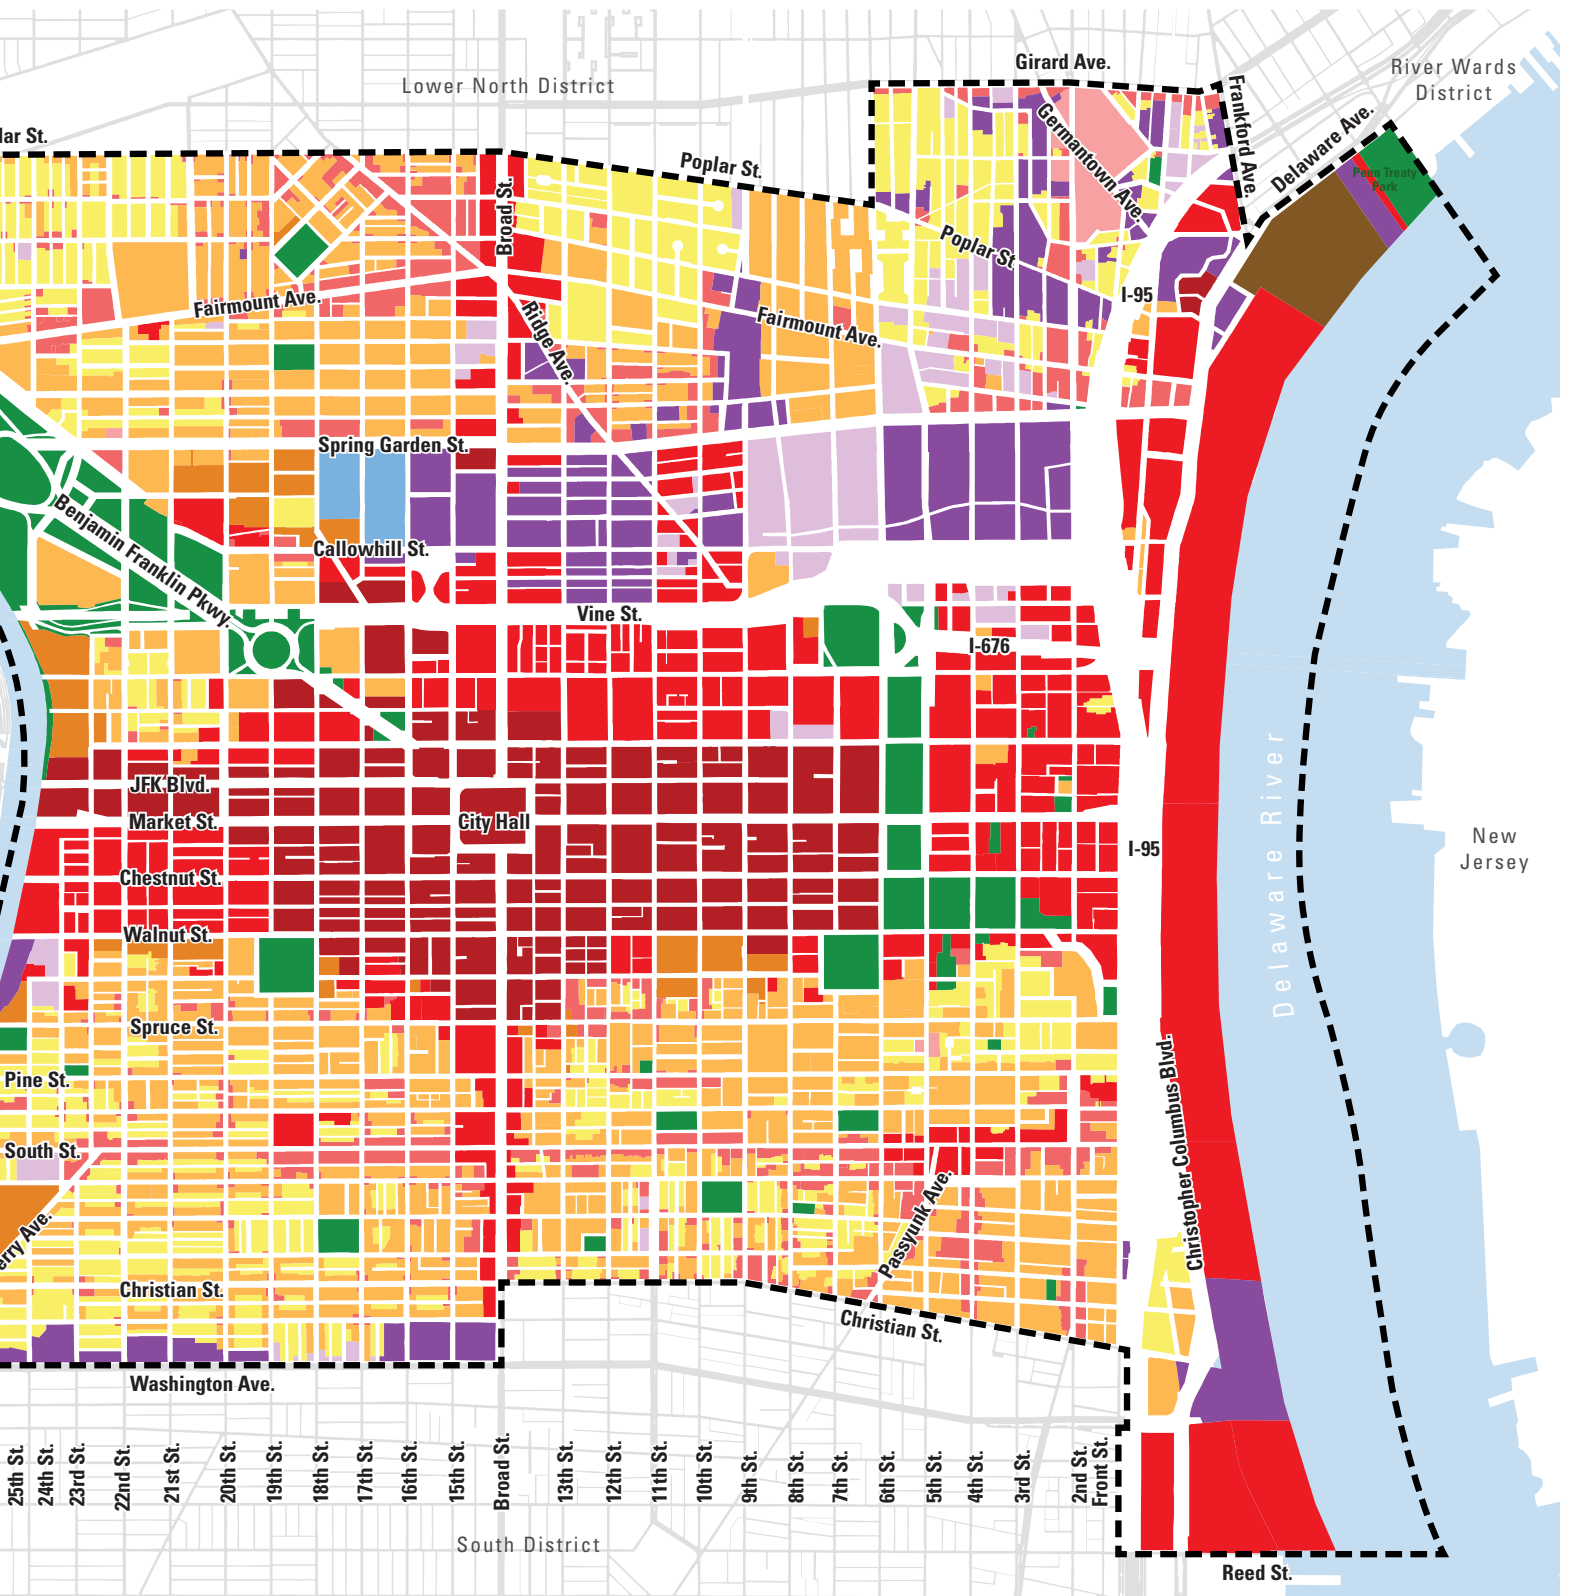 Girard Ave.
River Wards
District
Lower North District
Frankford Ave.
Delaware Ave.
lar St.
Poplar St.
Germantown Ave.
Penn Treaty
Park
Broad St.
Poplar St
I-95
Fairmount Ave.
Ridge Ave.
Fairmount Ave.
Spring Garden St.
Benjamin Franklin Pkwy.
Callowhill St.
Vine St.
I-676
JFK Blvd.
Market St.
City Hall
Chestnut St.
I-95
Delaware River
New
Jersey
Walnut St.
Spruce St.
Pine St.
South St.
Christopher Columbus Blvd.
Passyunk Ave.
erry Ave.
Christian St.
Christian St.
Washington Ave.
25th St.
24th St.
23rd St.
22nd St.
21st St.
20th St.
19th St.
18th St.
17th St.
16th St.
15th St.
Broad St.
13th St.
12th St.
11th St.
10th St.
9th St.
8th St.
7th St.
6th St.
5th St.
4th St.
3rd St.
2nd St.
Front St.
South District
Reed St.